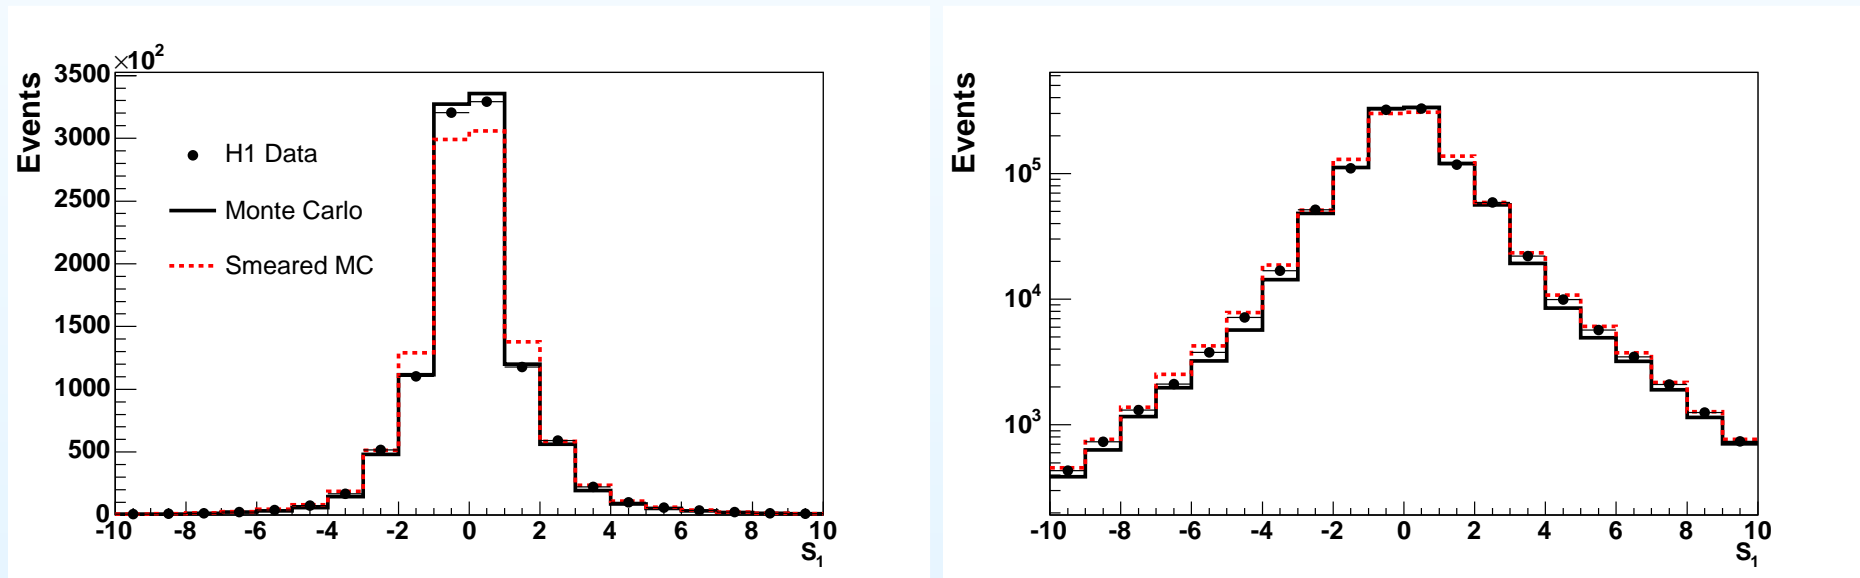 ×10²
Events
3500
3000
2500
2000
1500
1000
500
0
H1 Data
Monte Carlo
Smeared MC
-10 -8 -6 -4 -2 0 2 4 6 8 10
S₁
Events
10⁵
10⁴
10³
-10 -8 -6 -4 -2 0 2 4 6 8 10
S₁